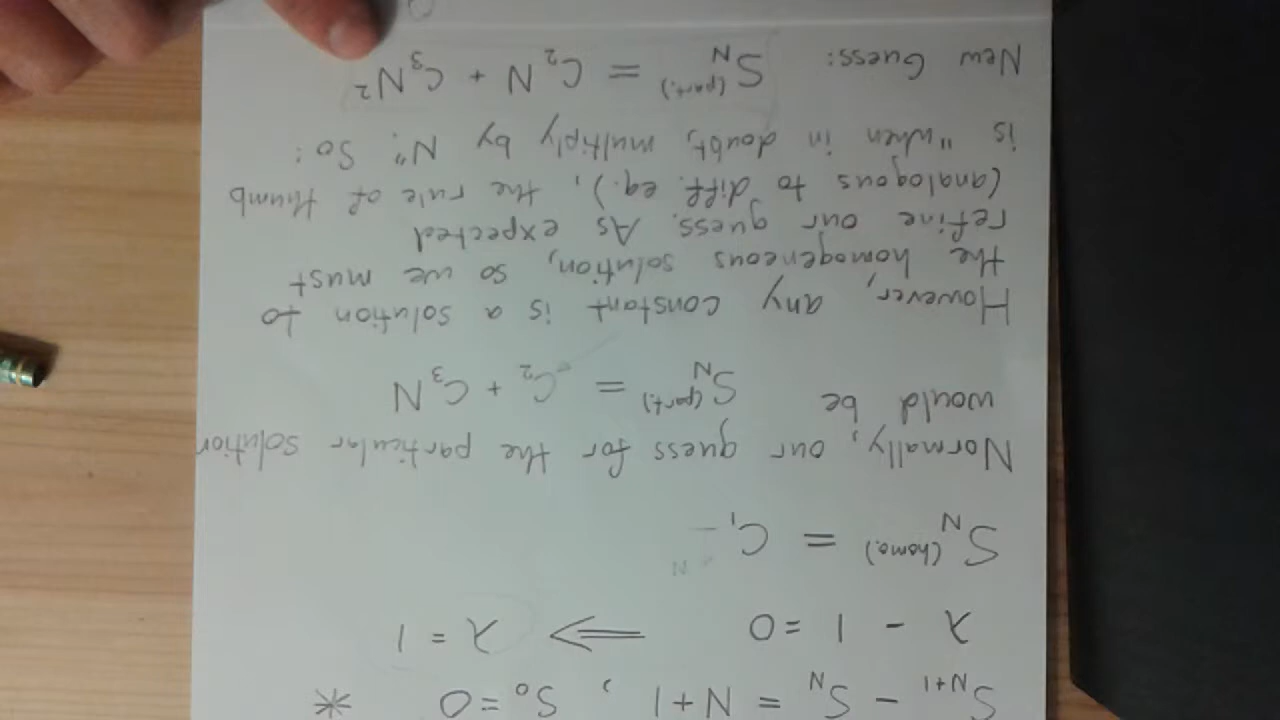 S_{N+1} - S_N = N+1 , S_0 = 0 *
λ - 1 = 0 ⟹ λ = 1
S_N^{(homo.)} = C_1
Normally, our guess for the particular solution
would be S_N^{(part.)} = C_2 + C_3 N
However, any constant is a solution to
the homogeneous solution, so we must
refine our guess. As expected
(analogous to diff. eq.), the rule of thumb
is "when in doubt, multiply by N". So:
New Guess: S_N^{(part.)} = C_2 N + C_3 N^2